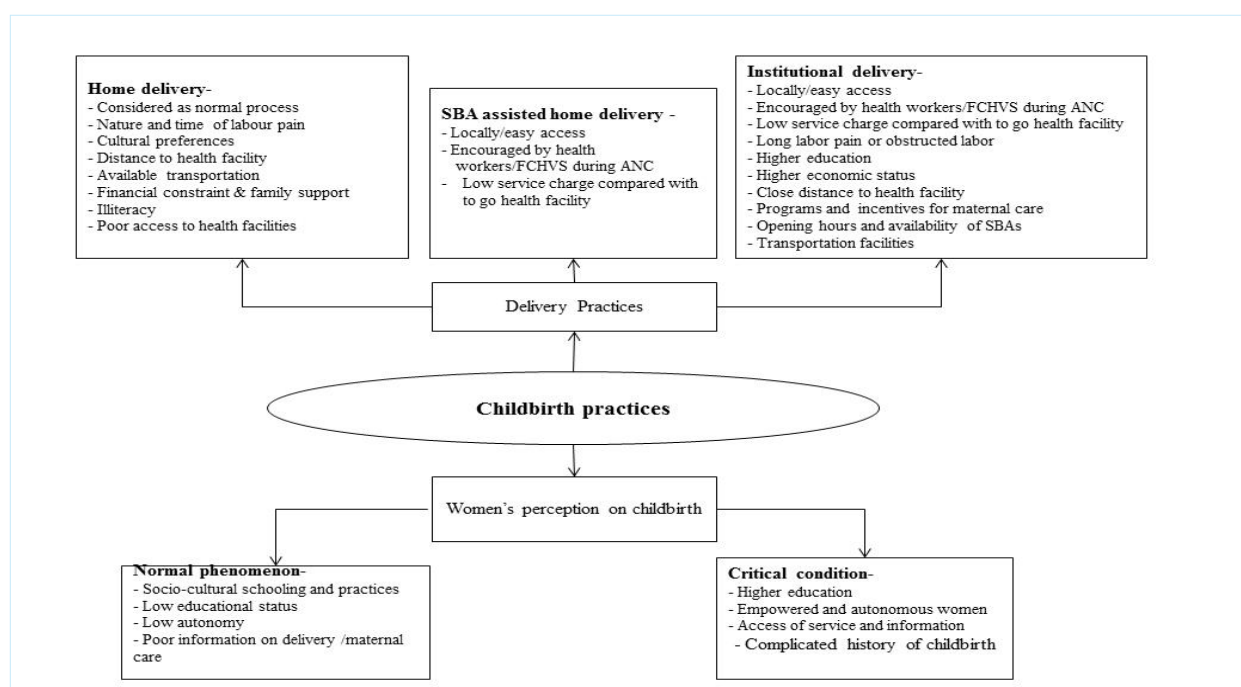 Home delivery-
- Considered as normal process
- Nature and time of labour pain
- Cultural preferences
- Distance to health facility
- Available transportation
- Financial constraint & family support
- Illiteracy
- Poor access to health facilities
SBA assisted home delivery -
- Locally/easy access
- Encouraged by health
workers/FCHVS during ANC
- Low service charge compared with
to go health facility
Institutional delivery-
- Locally/easy access
- Encouraged by health workers/FCHVS during ANC
- Low service charge compared with to go health facility
- Long labor pain or obstructed labor
- Higher education
- Higher economic status
- Close distance to health facility
- Programs and incentives for maternal care
- Opening hours and availability of SBAs
- Transportation facilities
Delivery Practices
Childbirth practices
Women's perception on childbirth
Normal phenomenon-
- Socio-cultural schooling and practices
- Low educational status
- Low autonomy
- Poor information on delivery /maternal
care
Critical condition-
- Higher education
- Empowered and autonomous women
- Access of service and information
- Complicated history of childbirth